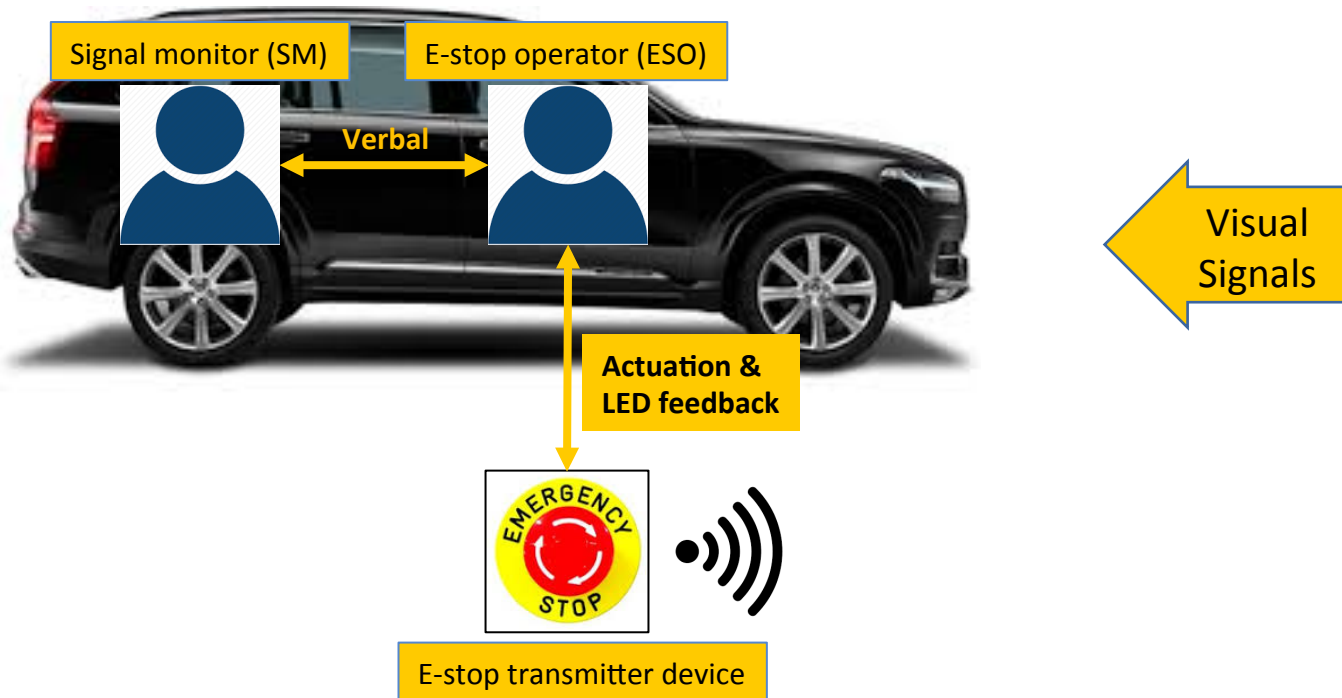 Signal monitor (SM)
E-stop operator (ESO)
Verbal
Visual
Signals
Actuation &
LED feedback
EMERGENCY
STOP
E-stop transmitter device